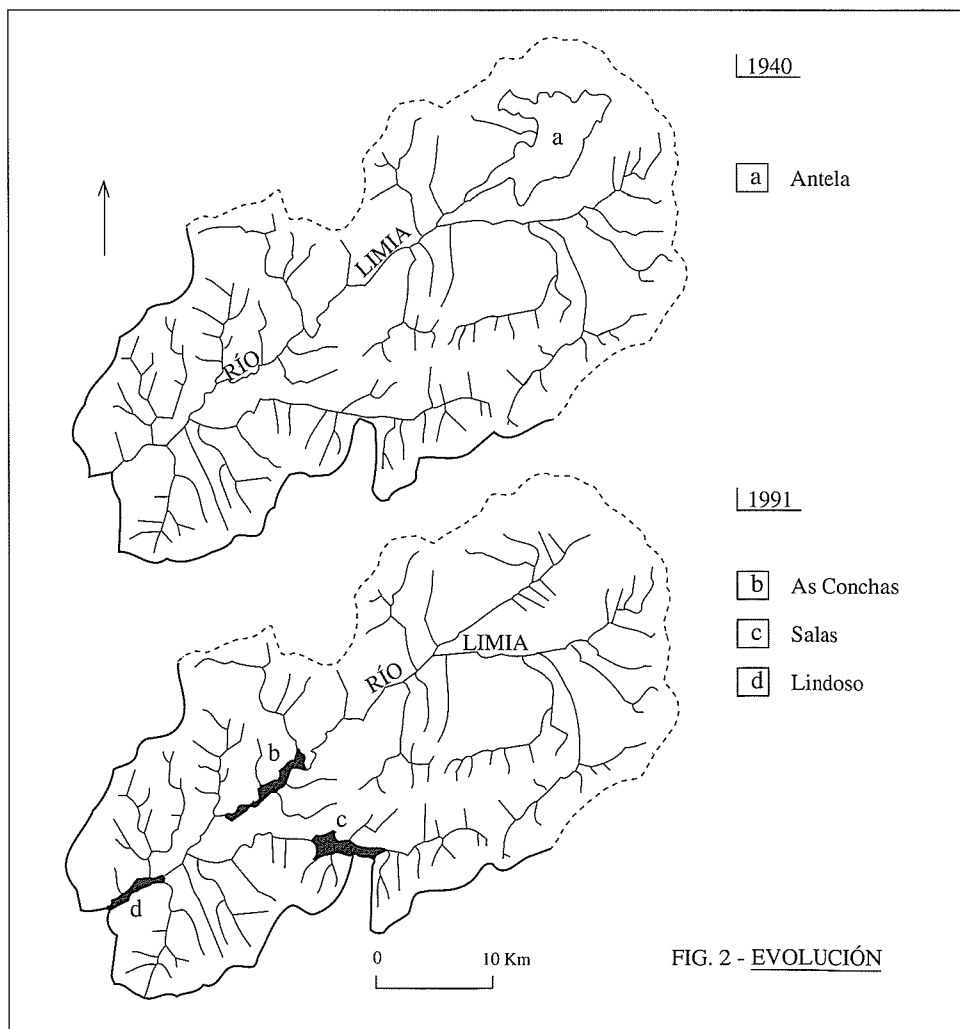 1940
a
a Antela
LIMIA
RÍO
1991
b As Conchas
c Salas
d Lindoso
RÍO
LIMIA
b
c
d
0 10 Km
FIG. 2 - EVOLUCIÓN